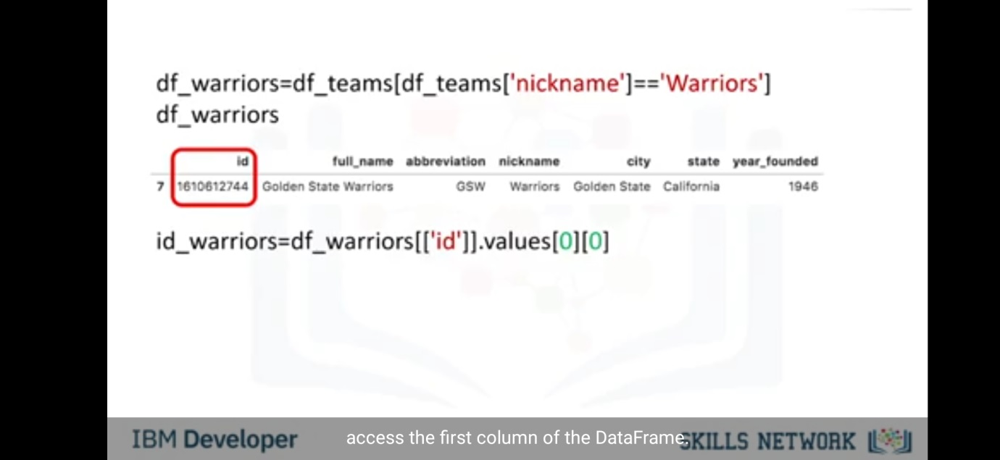 df_warriors=df_teams[df_teams['nickname']=='Warriors']
df_warriors
id full_name abbreviation nickname city state year_founded
7 1610612744 Golden State Warriors GSW Warriors Golden State California 1946
id_warriors=df_warriors[['id']].values[0][0]
IBM Developer
access the first column of the DataFrame.
SKILLS NETWORK